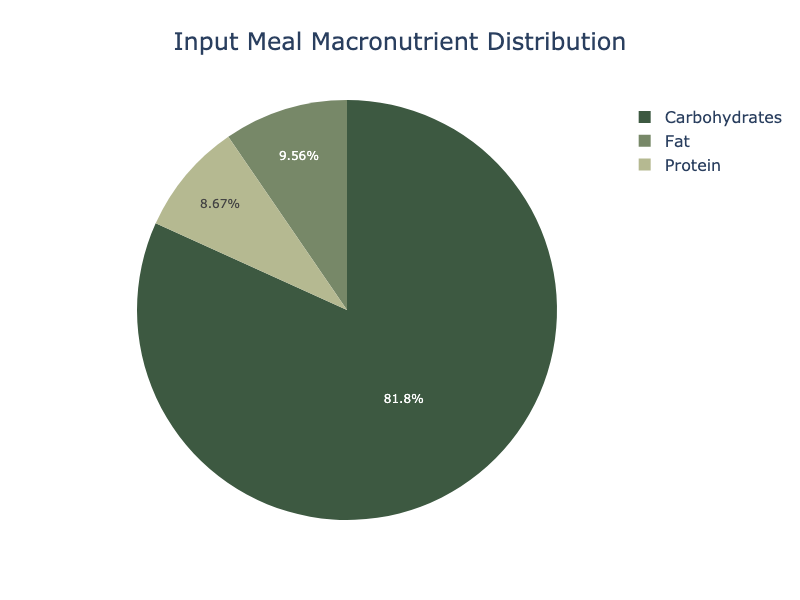 Input Meal Macronutrient Distribution
Carbohydrates
Fat
Protein
9.56%
8.67%
81.8%